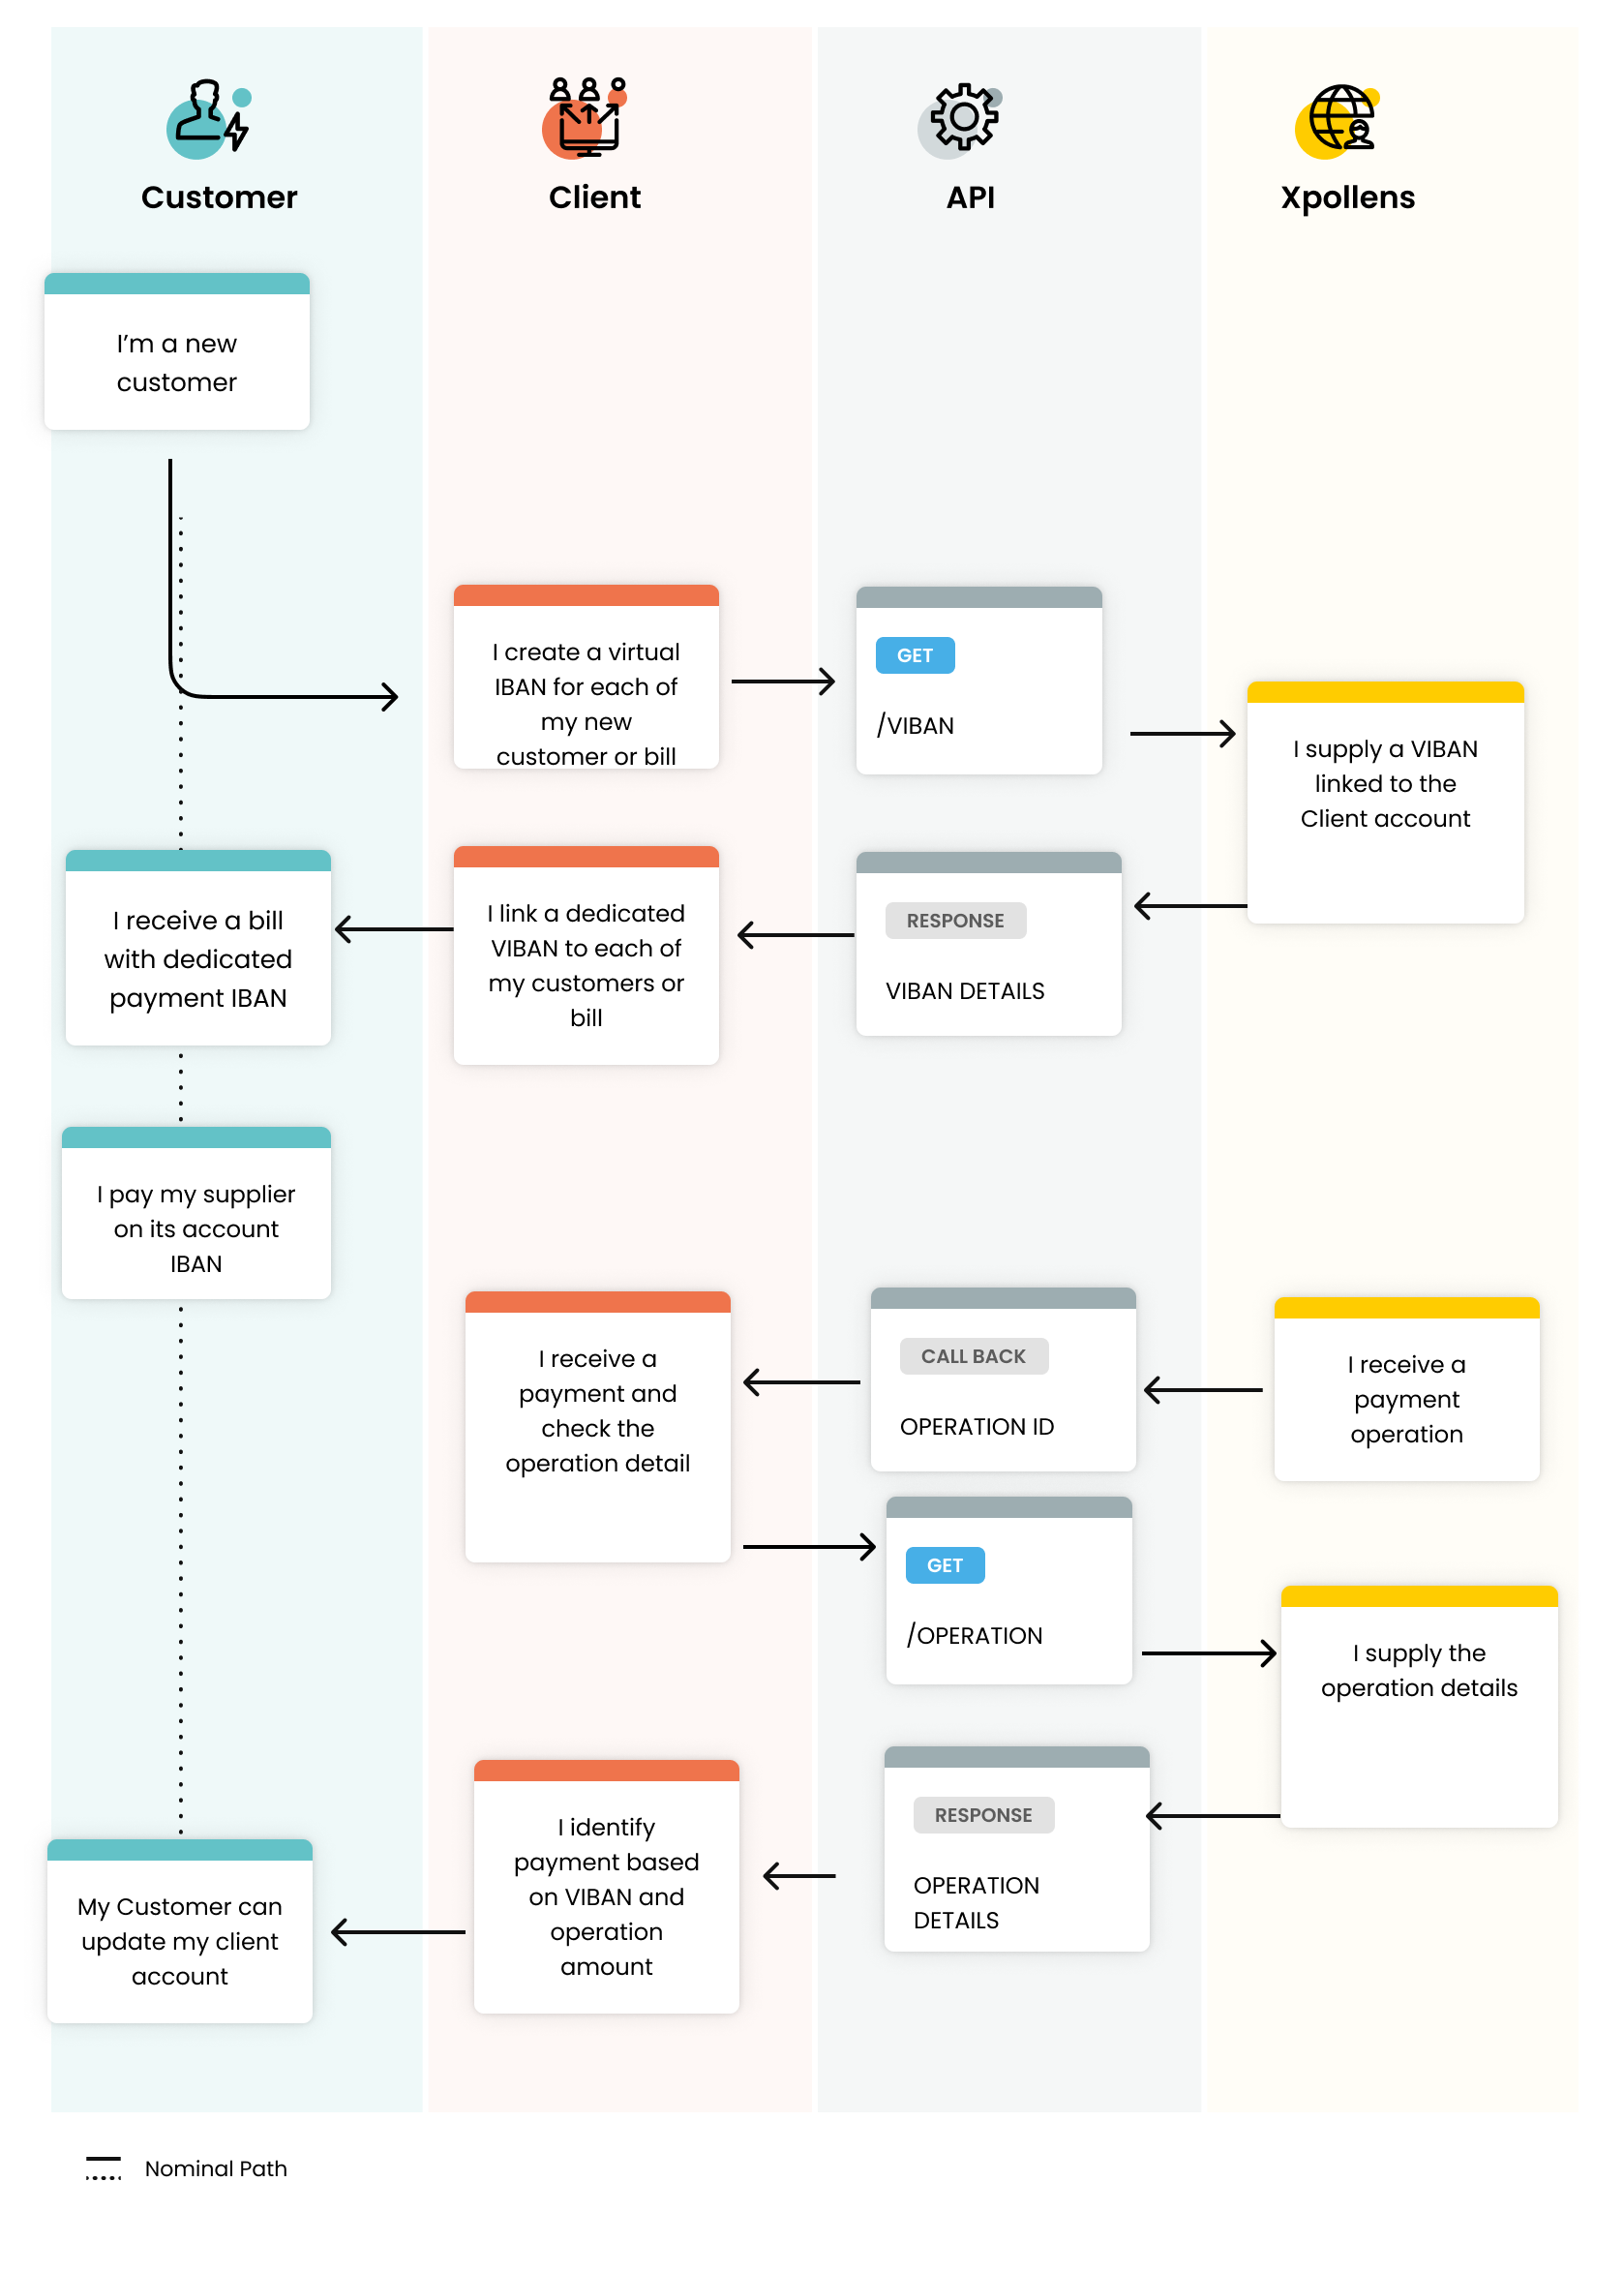 Customer
Client
API
Xpollens
I’m a new
customer
I create a virtual
IBAN for each of
my new
customer or bill
GET
/VIBAN
I supply a VIBAN
linked to the
Client account
I receive a bill
with dedicated
payment IBAN
I link a dedicated
VIBAN to each of
my customers or
bill
RESPONSE
VIBAN DETAILS
I pay my supplier
on its account
IBAN
I receive a
payment and
check the
operation detail
CALL BACK
OPERATION ID
I receive a
payment
operation
GET
/OPERATION
I supply the
operation details
RESPONSE
OPERATION
DETAILS
I identify
payment based
on VIBAN and
operation
amount
My Customer can
update my client
account
Nominal Path